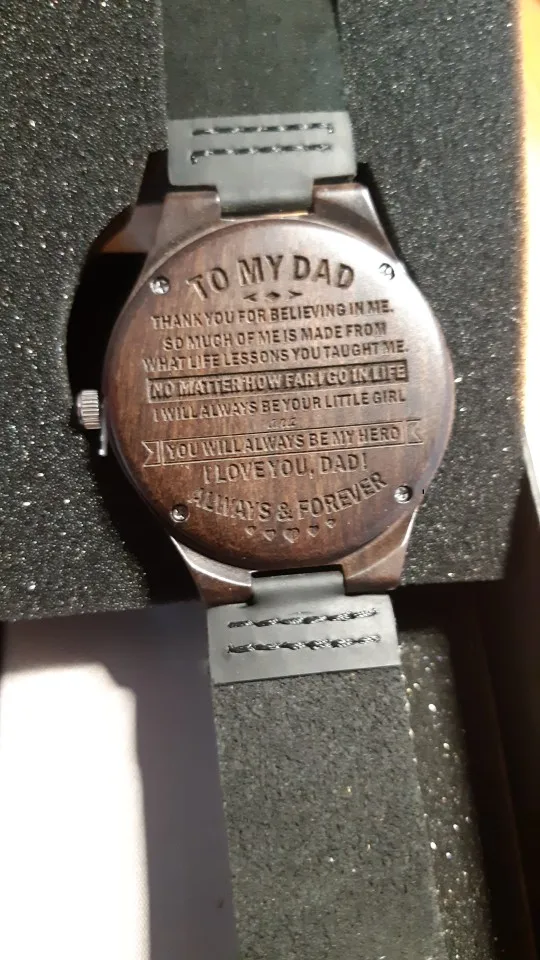 TO MY DAD
THANK YOU FOR BELIEVING IN ME.
SO MUCH OF ME IS MADE FROM
WHAT LIFE LESSONS YOU TAUGHT ME.
NO MATTER HOW FAR I GO IN LIFE
I WILL ALWAYS BE YOUR LITTLE GIRL
YOU WILL ALWAYS BE MY HERO
I LOVE YOU, DAD!
ALWAYS & FOREVER